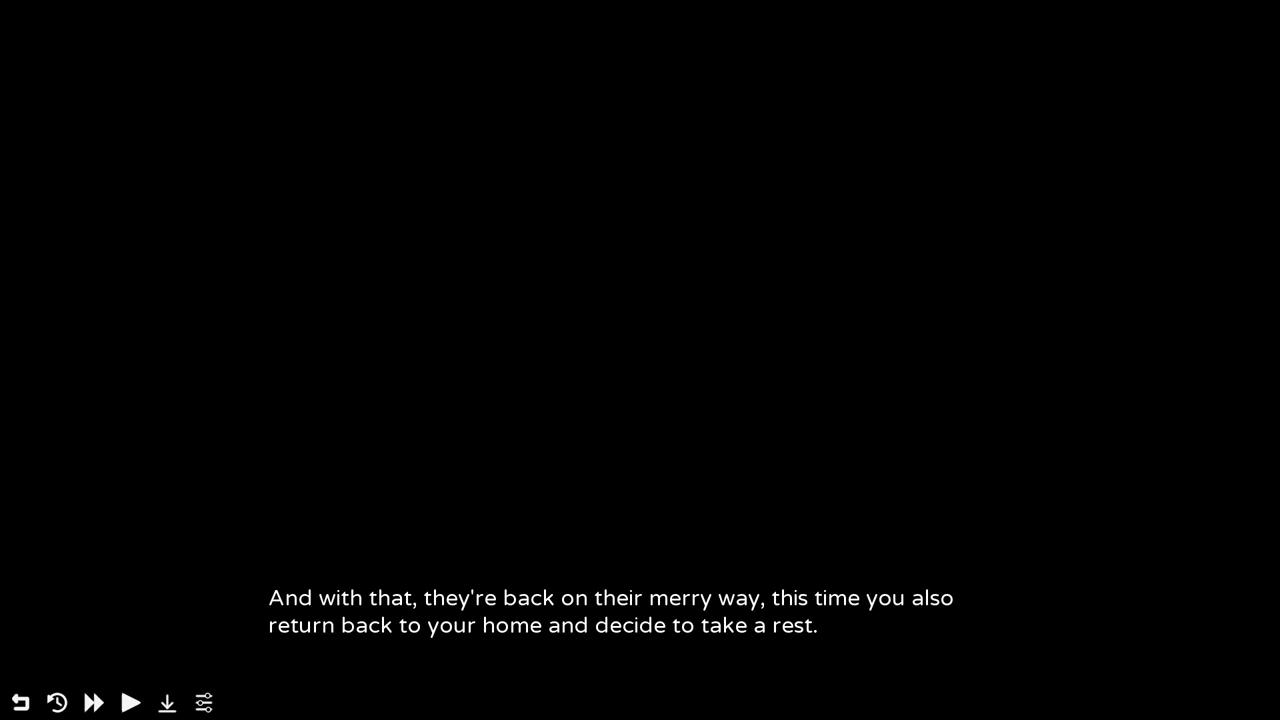 And with that, they're back on their merry way, this time you also
return back to your home and decide to take a rest.